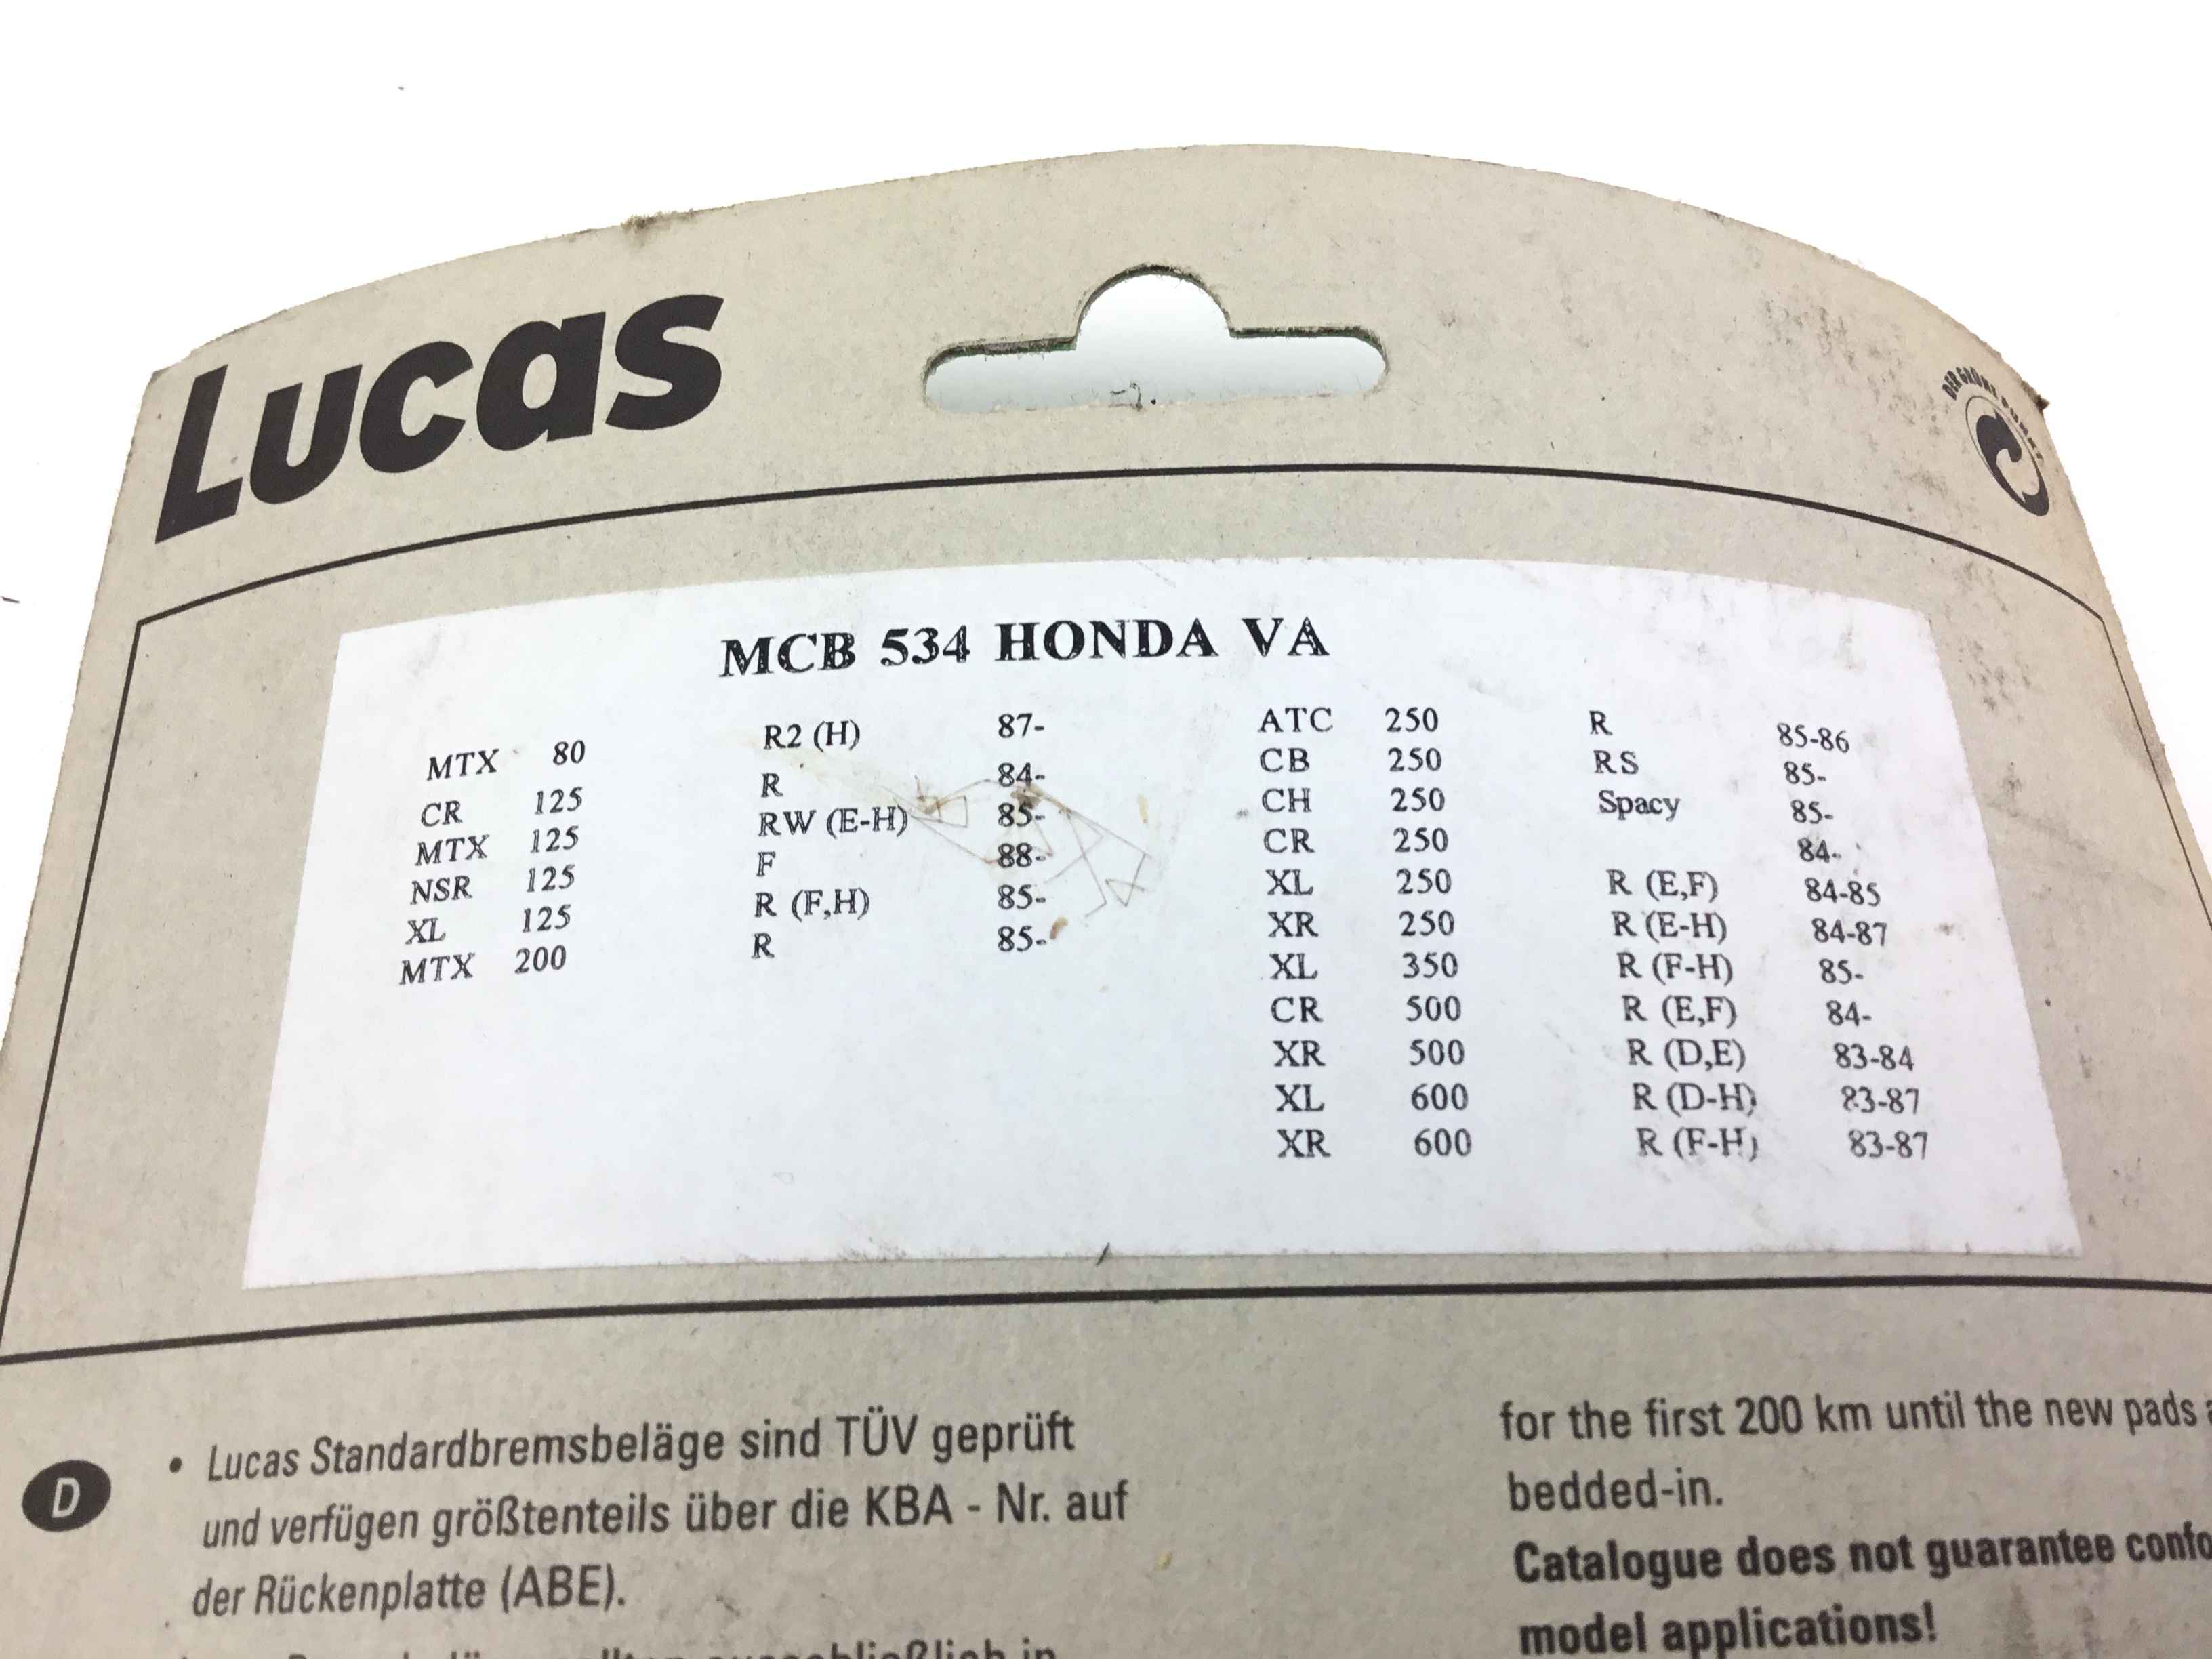 Lucas
DER GRÜNE PUNKT
MCB 534 HONDA VA
MTX 80 R2 (H) 87-
CR 125 R 84-
MTX 125 RW (E-H) 85-
NSR 125 F 88-
XL 125 R (F,H) 85-
MTX 200 R 85-
ATC 250 R 85-86
CB 250 RS 85-
CH 250 Spacy 85-
CR 250 84-
XL 250 R (E,F) 84-85
XR 250 R (E-H) 84-87
XL 350 R (F-H) 85-
CR 500 R (E,F) 84-
XR 500 R (D,E) 83-84
XL 600 R (D-H) 83-87
XR 600 R (F-H) 83-87
D
• Lucas Standardbremsbeläge sind TÜV geprüft
und verfügen größtenteils über die KBA - Nr. auf
der Rückenplatte (ABE).
for the first 200 km until the new pads
bedded-in.
Catalogue does not guarantee
model applications!